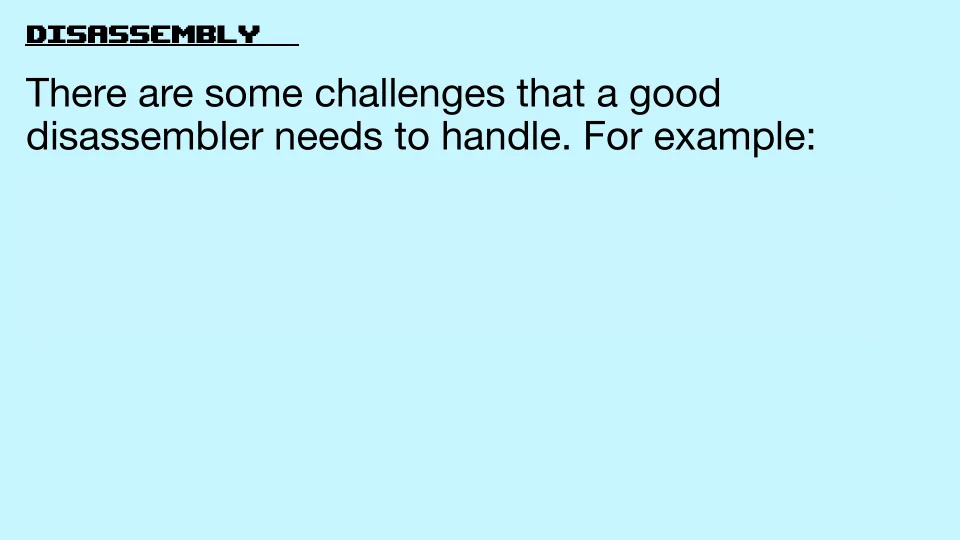 DISASSEMBLY
There are some challenges that a good
disassembler needs to handle. For example: